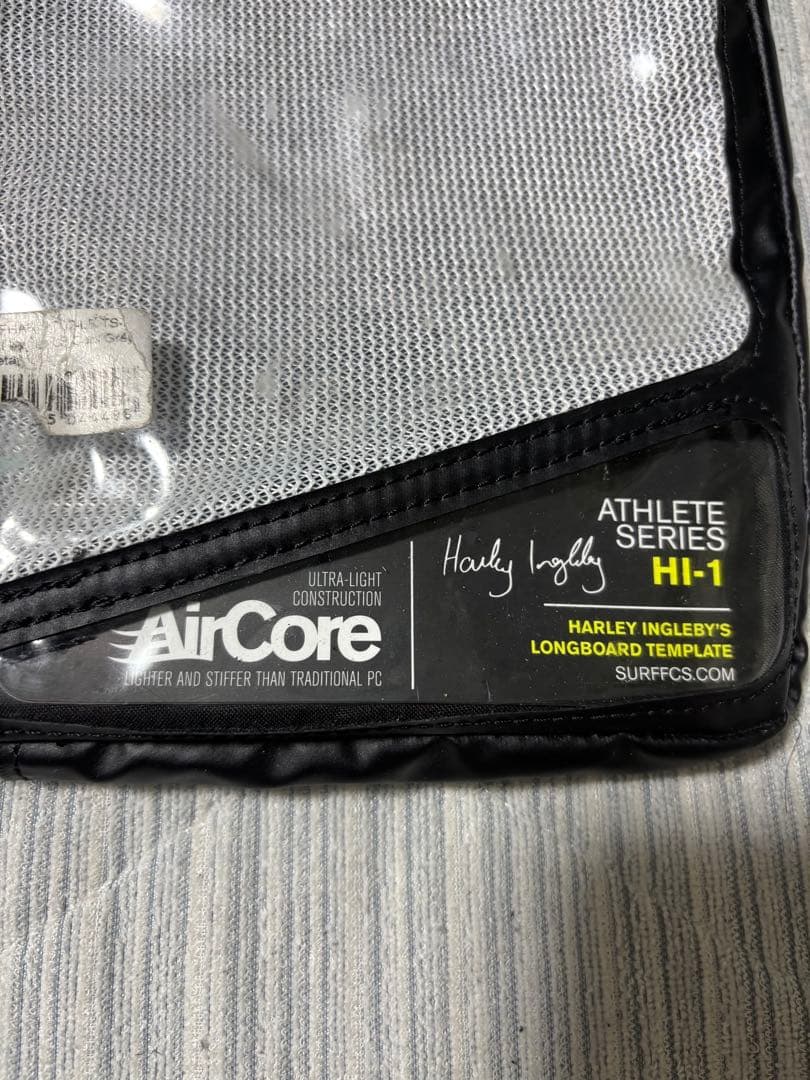 ULTRA-LIGHT
CONSTRUCTION
AirCore
LIGHTER AND STIFFER THAN TRADITIONAL PC
Harley Ingleby
ATHLETE
SERIES
HI-1
HARLEY INGLEBY'S
LONGBOARD TEMPLATE
SURFFCS.COM